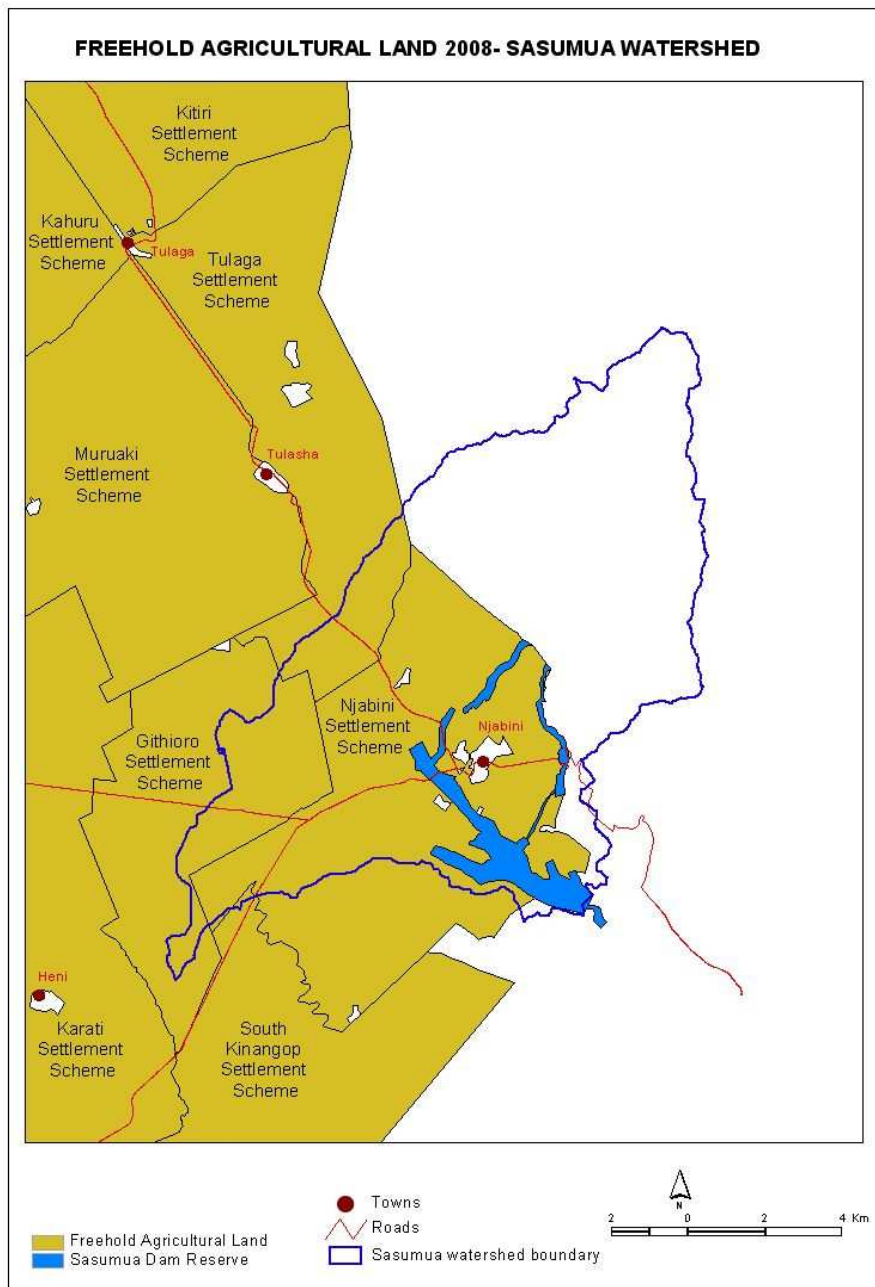 FREEHOLD AGRICULTURAL LAND 2008- SASUMUA WATERSHED
Kitiri
Settlement
Scheme
Kahuru
Settlement
Scheme
Tulaga
Tulaga
Settlement
Scheme
Muruaki
Settlement
Scheme
Tulasha
Njabini
Settlement
Scheme
Njabini
Githioro
Settlement
Scheme
Heni
Karati
Settlement
Scheme
South
Kinangop
Settlement
Scheme
Freehold Agricultural Land
Sasumua Dam Reserve
Towns
Roads
Sasumua watershed boundary
N
2 0 2 4 Km